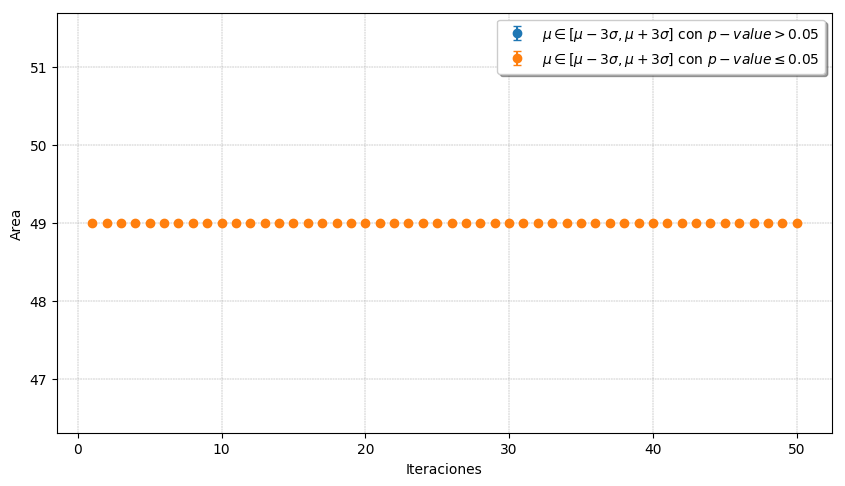 μ ∈ [μ − 3σ, μ + 3σ] con p − value > 0.05
μ ∈ [μ − 3σ, μ + 3σ] con p − value ≤ 0.05
51
50
49
48
47
Area
0 10 20 30 40 50
Iteraciones